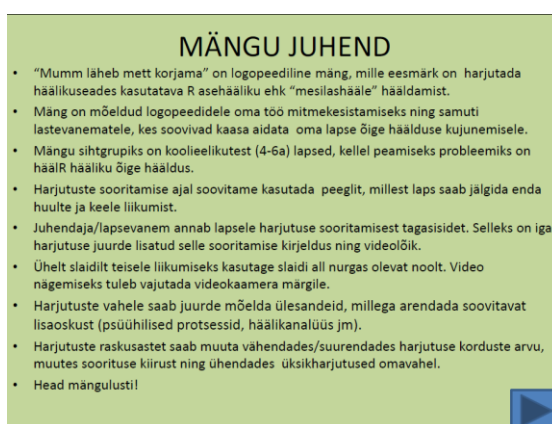 MÄNGU JUHEND
• “Mumm läheb mett korjama” on logopeediline mäng, mille eesmärk on harjutada
häälikuseades kasutatava R asehääliku ehk “mesilashääle” hääldamist.
• Mäng on mõeldud logopeedidele oma töö mitmekesistamiseks ning samuti
lastevanematele, kes soovivad kaasa aidata oma lapse õige häälduse kujunemisele.
• Mängu sihtgrupiks on koolieelikutest (4-6a) lapsed, kellel peamiseks probleemiks on
häälR hääliku õige hääldus.
• Harjutuste sooritamise ajal soovitame kasutada peeglit, millest laps saab jälgida enda
huulte ja keele liikumist.
• Juhendaja/lapsevanem annab lapsele harjutuse sooritamisest tagasisidet. Selleks on iga
harjutuse juurde lisatud selle sooritamise kirjeldus ning videolõik.
• Ühelt slaidilt teisele liikumiseks kasutage slaidi all nurgas olevat noolt. Video
nägemiseks tuleb vajutada videokaamera märgile.
• Harjutuste vahele saab juurde mõelda ülesandeid, millega arendada soovitavat
lisaoskust (psüühilised protsessid, häälikanalüüs jm).
• Harjutuste raskusastet saab muuta vähendades/suurendades harjutuse korduste arvu,
muutes soorituse kiirust ning ühendades üksikharjutused omavahel.
• Head mängulusti!